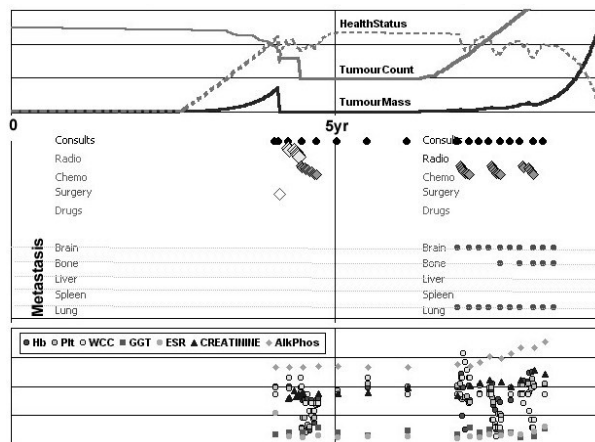 HealthStatus
TumourCount
TumourMass
0
5yr
Consults
Consults
Radio
Radio
Chemo
Chemo
Surgery
Surgery
Drugs
Drugs
Metastasis
Brain
Brain
Bone
Bone
Liver
Liver
Spleen
Spleen
Lung
Lung
Hb Plt WCC GGT ESR CREATININE AlkPhos